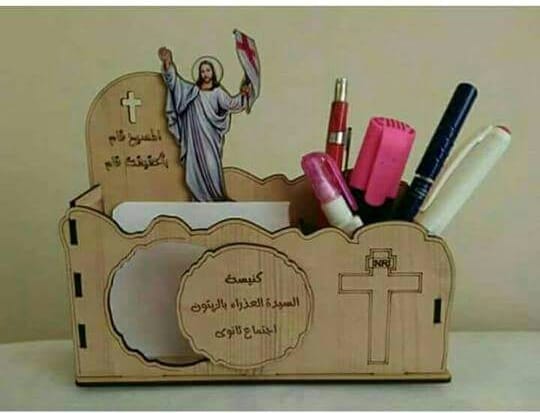 المسيح قام
بالحقيقة قام
كنيسة
السيدة العذراء بالزيتون
اجتماع ثانوى
INRI